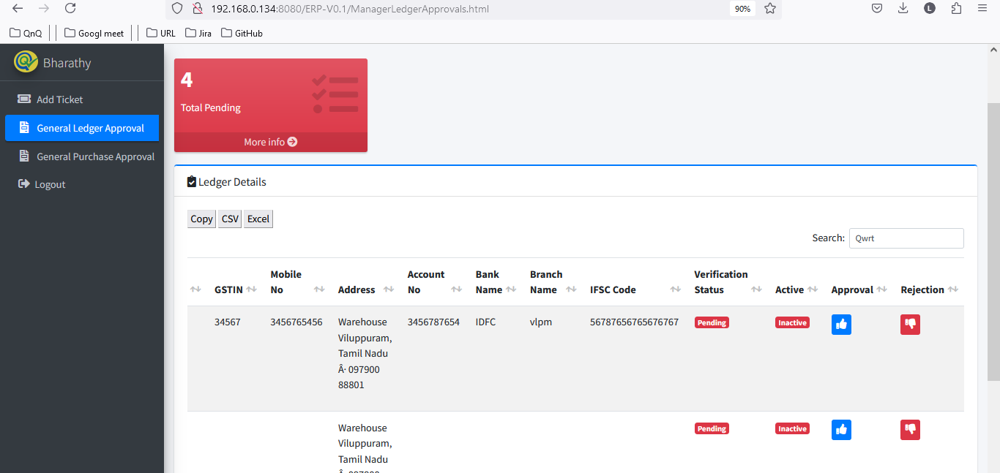 192.168.0.134:8080/ERP-V0.1/ManagerLedgerApprovals.html
90%
L
QnQ
Googl meet
URL
Jira
GitHub
Bharathy
Add Ticket
General Ledger Approval
General Purchase Approval
Logout
4
Total Pending
More info
Ledger Details
Copy
CSV
Excel
Search:
Qwrt
GSTIN
Mobile
No
Address
Account
No
Bank
Name
Branch
Name
IFSC Code
Verification
Status
Active
Approval
Rejection
34567
3456765456
Warehouse
Viluppuram,
Tamil Nadu
Â· 097900
88801
3456787654
IDFC
vlpm
56787656765676767
Pending
Inactive
Warehouse
Viluppuram,
Tamil Nadu
Â· 097900
Pending
Inactive